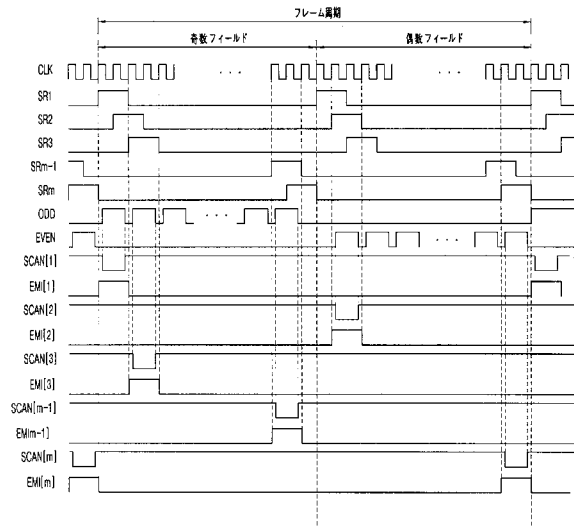 フレーム周期
奇数フィールド
偶数フィールド
CLK
. . .
. . .
SR1
SR2
SR3
SRm-1
SRm
ODD
. . .
EVEN
. . .
SCAN[1]
EMI[1]
SCAN[2]
EMI[2]
SCAN[3]
EMI[3]
SCAN[m-1]
EMIm-1]
SCAN[m]
EMI[m]